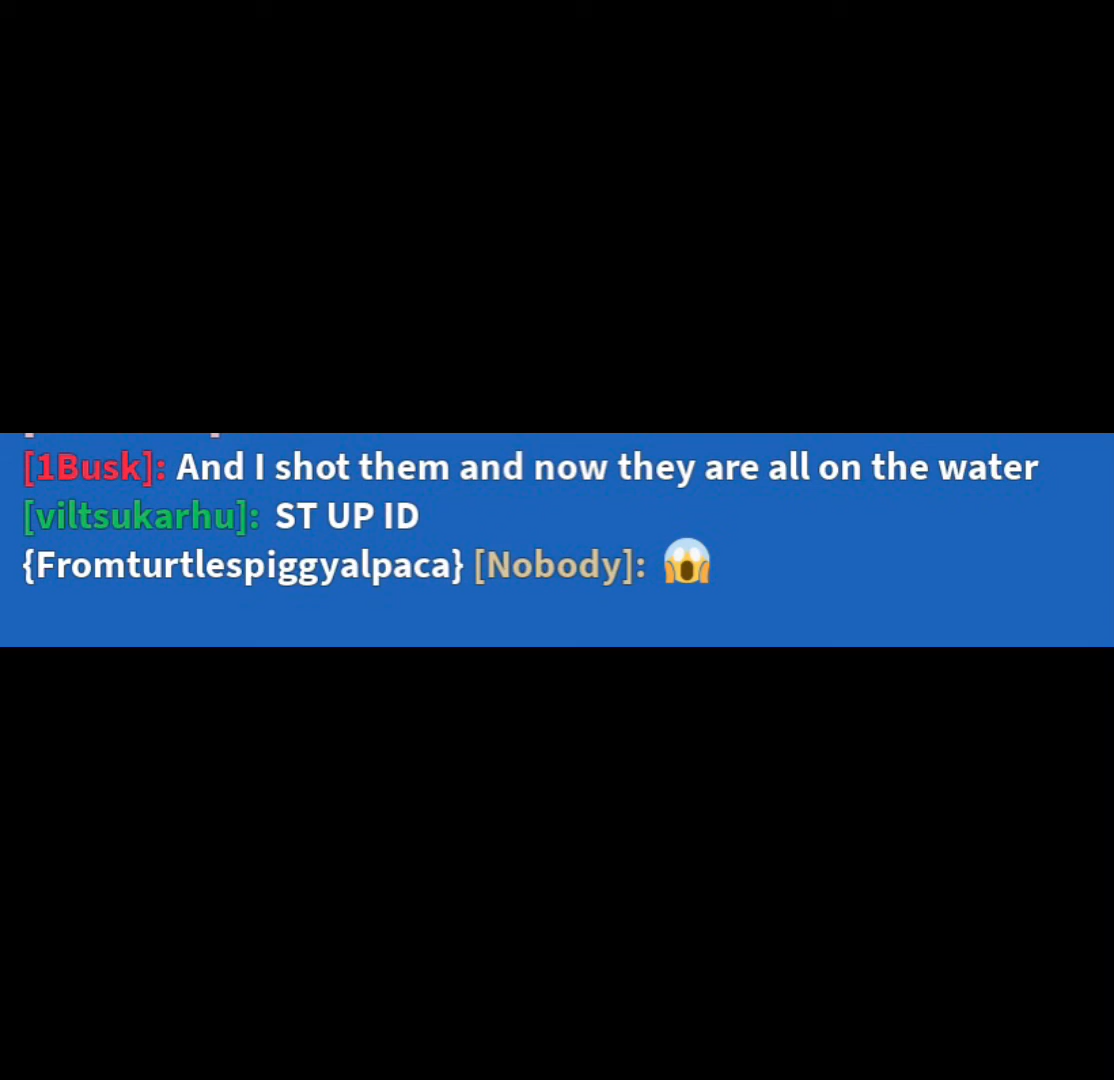 [1Busk]: And I shot them and now they are all on the water
[viltsukarhu]: ST UP ID
{Fromturtlespiggyalpaca} [Nobody]: 😱